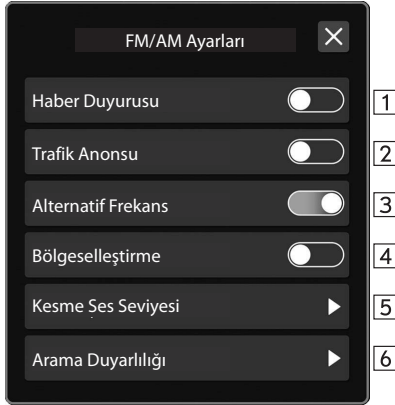 FM/AM Ayarları
Haber Duyurusu 1
Trafik Anonsu 2
Alternatif Frekans 3
Bölgeselleştirme 4
Kesme Ses Seviyesi 5
Arama Duyarlılığı 6